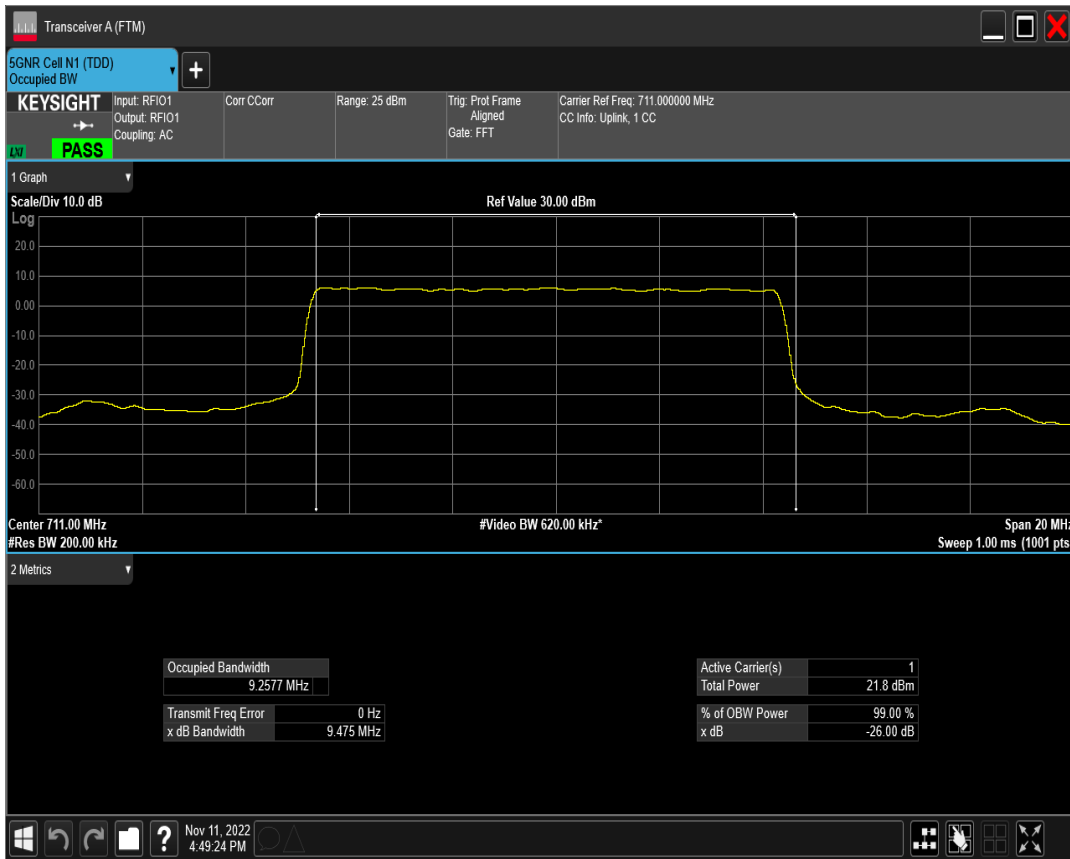 Transceiver A (FTM)
5GNR Cell N1 (TDD)
Occupied BW
+
KEYSIGHT
LXI
PASS
Input: RFIO1
Output: RFIO1
Coupling: AC
Corr CCorr
Range: 25 dBm
Trig: Prot Frame
Aligned
Gate: FFT
Carrier Ref Freq: 711.000000 MHz
CC Info: Uplink, 1 CC
1 Graph
Scale/Div 10.0 dB
Ref Value 30.00 dBm
Log
20.0
10.0
0.00
-10.0
-20.0
-30.0
-40.0
-50.0
-60.0
Center 711.00 MHz
#Video BW 620.00 kHz*
Span 20 MHz
#Res BW 200.00 kHz
Sweep 1.00 ms (1001 pts
2 Metrics
Occupied Bandwidth
9.2577 MHz
Transmit Freq Error 0 Hz
x dB Bandwidth 9.475 MHz
Active Carrier(s) 1
Total Power 21.8 dBm
% of OBW Power 99.00 %
x dB -26.00 dB
?
Nov 11, 2022
4:49:24 PM